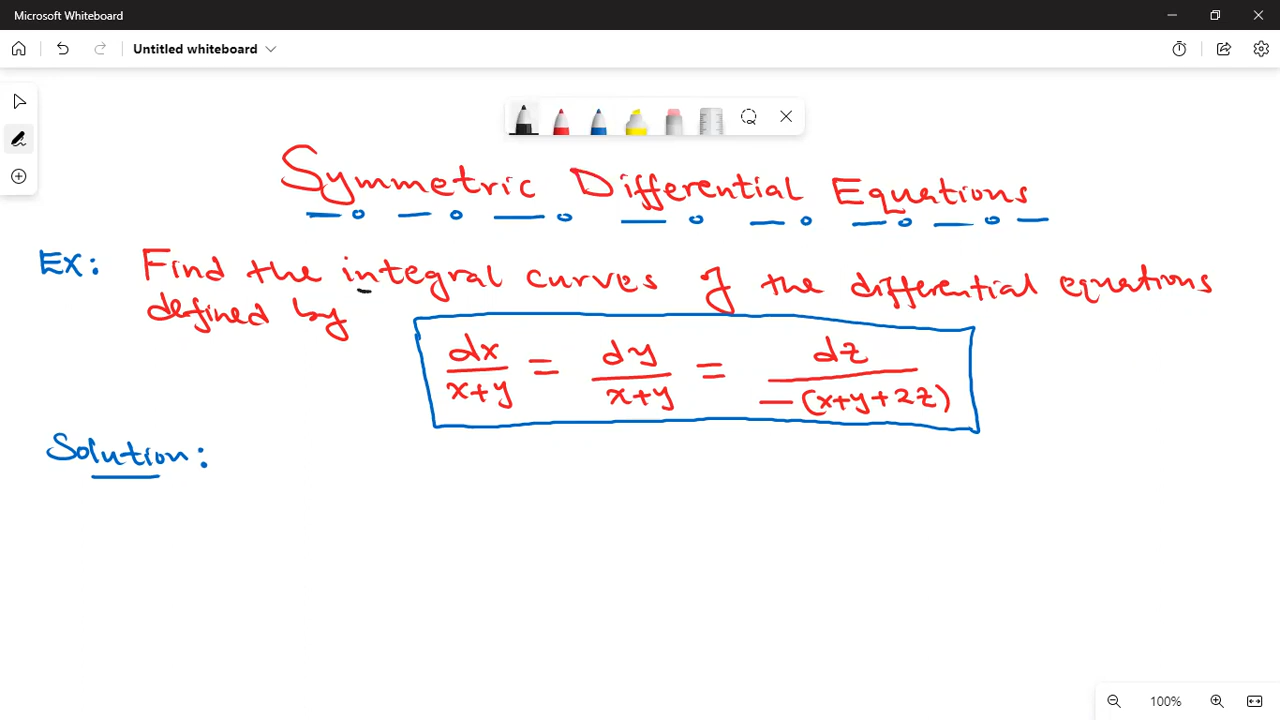 Microsoft Whiteboard
Untitled whiteboard
Symmetric Differential Equations
Ex: Find the integral curves of the differential equations
defined by
dx/x+y = dy/x+y = dz/-(x+y+2z)
Solution:
100%